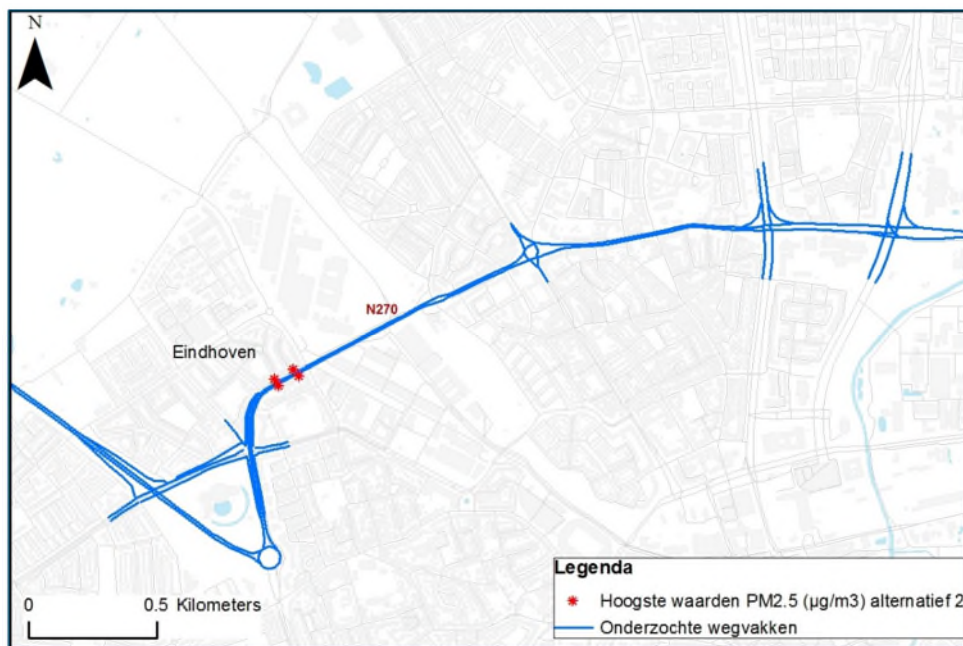 N
N270
Eindhoven
0 0.5 Kilometers
Legenda
Hoogste waarden PM2.5 (µg/m3) alternatief 2
Onderzochte wegvakken